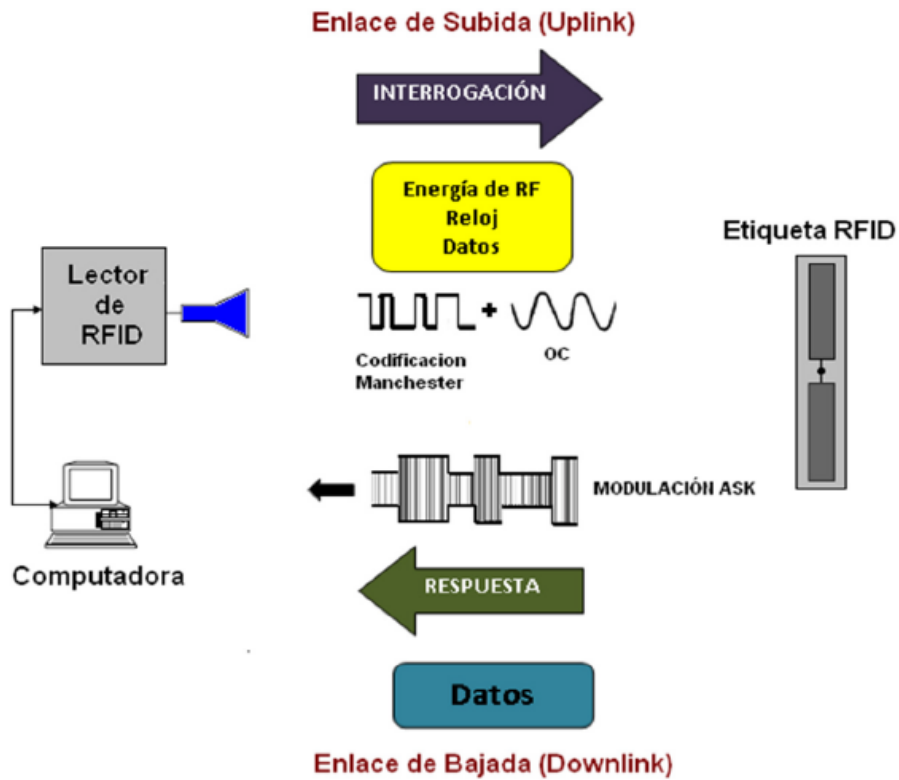 Enlace de Subida (Uplink)
INTERROGACIÓN
Energía de RF
Reloj
Datos
Etiqueta RFID
Lector
de
RFID
Codificacion
Manchester
+
OC
MODULACIÓN ASK
Computadora
RESPUESTA
Datos
Enlace de Bajada (Downlink)